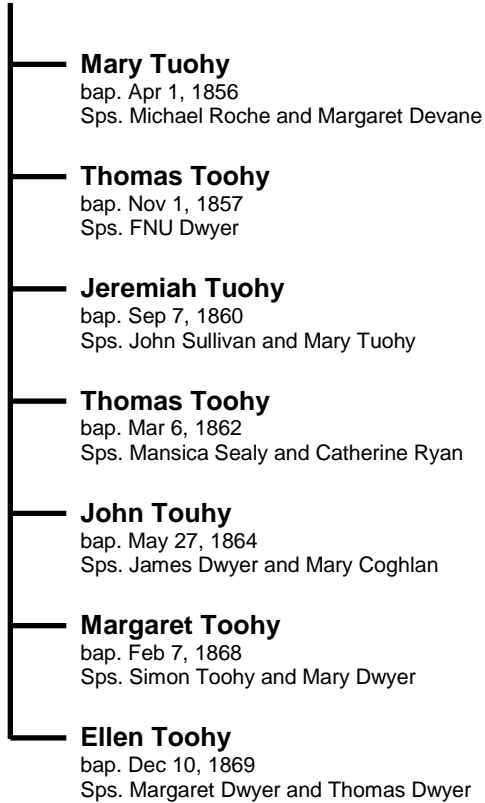 Mary Tuohy
bap. Apr 1, 1856
Sps. Michael Roche and Margaret Devane
Thomas Toohy
bap. Nov 1, 1857
Sps. FNU Dwyer
Jeremiah Tuohy
bap. Sep 7, 1860
Sps. John Sullivan and Mary Tuohy
Thomas Toohy
bap. Mar 6, 1862
Sps. Mansica Sealy and Catherine Ryan
John Touhy
bap. May 27, 1864
Sps. James Dwyer and Mary Coghlan
Margaret Toohy
bap. Feb 7, 1868
Sps. Simon Toohy and Mary Dwyer
Ellen Toohy
bap. Dec 10, 1869
Sps. Margaret Dwyer and Thomas Dwyer